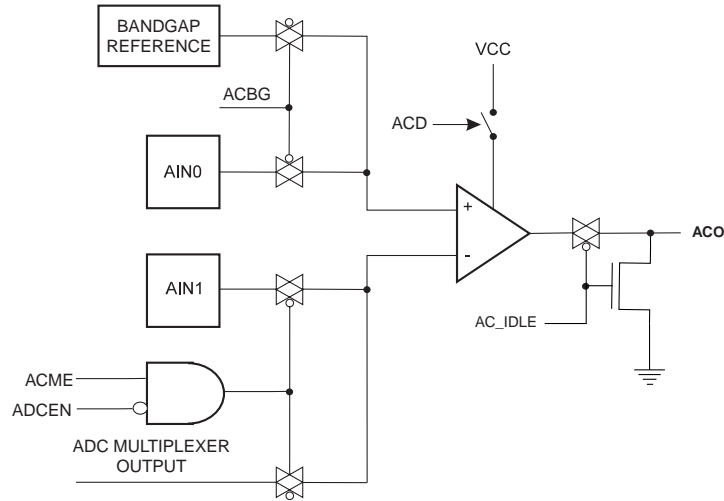 BANDGAP
REFERENCE
VCC
ACBG
ACD
AIN0
+
-
ACO
AIN1
AC_IDLE
ACME
ADCEN
ADC MULTIPLEXER
OUTPUT